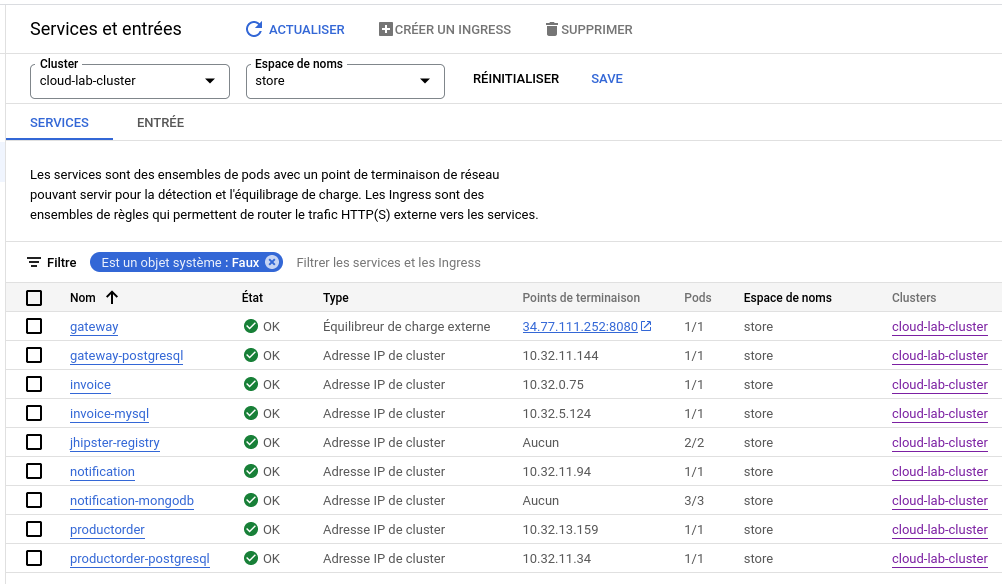 Services et entrées ACTUALISER CRÉER UN INGRESS SUPPRIMER
Cluster Espace de noms
cloud-lab-cluster store RÉINITIALISER SAVE
SERVICES ENTRÉE
Les services sont des ensembles de pods avec un point de terminaison de réseau
pouvant servir pour la détection et l'équilibrage de charge. Les Ingress sont des
ensembles de règles qui permettent de router le trafic HTTP(S) externe vers les services.
Filtre Est un objet système : Faux Filtrer les services et les Ingress
Nom État Type Points de terminaison Pods Espace de noms Clusters
gateway OK Équilibreur de charge externe 34.77.111.252:8080 1/1 store cloud-lab-cluster
gateway-postgresql OK Adresse IP de cluster 10.32.11.144 1/1 store cloud-lab-cluster
invoice OK Adresse IP de cluster 10.32.0.75 1/1 store cloud-lab-cluster
invoice-mysql OK Adresse IP de cluster 10.32.5.124 1/1 store cloud-lab-cluster
jhipster-registry OK Adresse IP de cluster Aucun 2/2 store cloud-lab-cluster
notification OK Adresse IP de cluster 10.32.11.94 1/1 store cloud-lab-cluster
notification-mongodb OK Adresse IP de cluster Aucun 3/3 store cloud-lab-cluster
productorder OK Adresse IP de cluster 10.32.13.159 1/1 store cloud-lab-cluster
productorder-postgresql OK Adresse IP de cluster 10.32.11.34 1/1 store cloud-lab-cluster